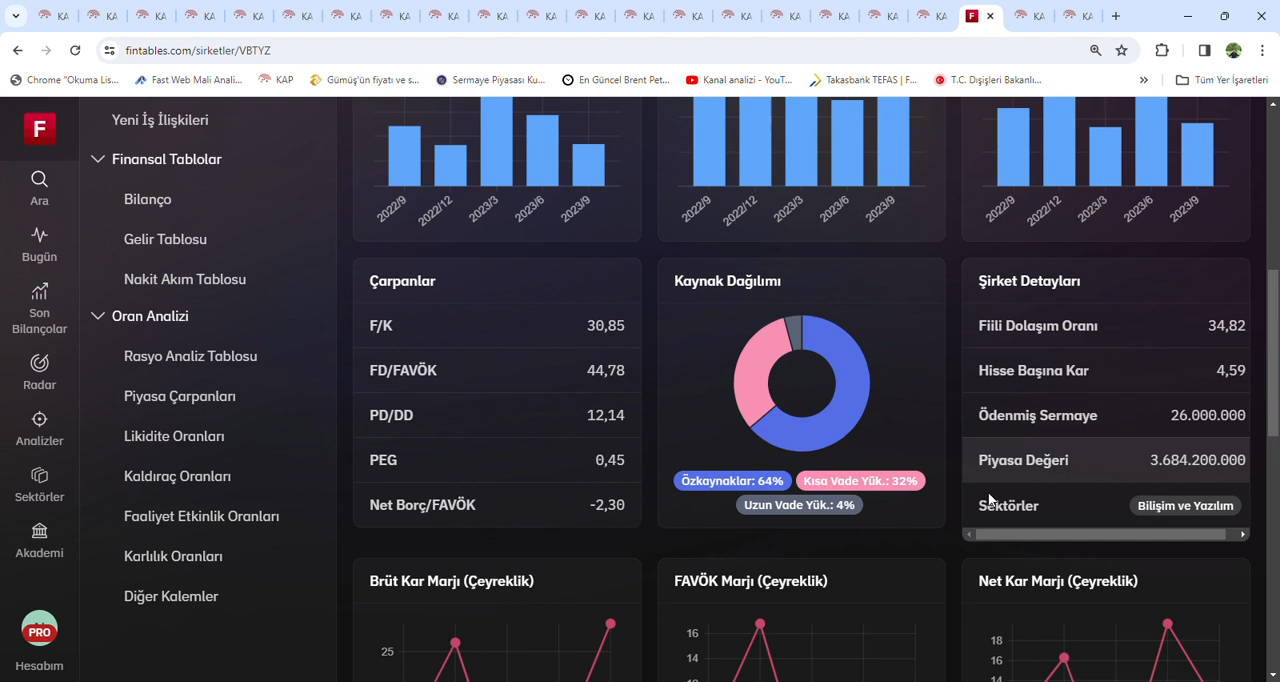 KA KA KA KA KA KA KA KA KA KA KA KA KA KA KA KA KA KA KA F KA KA
fintables.com/sirketler/VBTYZ
Chrome "Okuma Lis... Fast Web Mali Anali... KAP Gümüş'ün fiyatı ve s... Sermaye Piyasası Ku... En Güncel Brent Pet... Kanal analizi - YouT... Takasbank TEFAS | F... T.C. Dışişleri Bakanlı... » Tüm Yer İşaretleri
F
Ara
Bugün
Son
Bilançolar
Radar
Analizler
Sektörler
Akademi
PRO
Hesabım
Yeni İş İlişkileri
Finansal Tablolar
Bilanço
Gelir Tablosu
Nakit Akım Tablosu
Oran Analizi
Rasyo Analiz Tablosu
Piyasa Çarpanları
Likidite Oranları
Kaldıraç Oranları
Faaliyet Etkinlik Oranları
Karlılık Oranları
Diğer Kalemler
2022/9 2022/12 2023/3 2023/6 2023/9
2022/9 2022/12 2023/3 2023/6 2023/9
2022/9 2022/12 2023/3 2023/6 2023/9
Çarpanlar
F/K 30,85
FD/FAVÖK 44,78
PD/DD 12,14
PEG 0,45
Net Borç/FAVÖK -2,30
Kaynak Dağılımı
Özkaynaklar: 64% Kısa Vade Yük.: 32%
Uzun Vade Yük.: 4%
Şirket Detayları
Fiili Dolaşım Oranı 34,82
Hisse Başına Kar 4,59
Ödenmiş Sermaye 26.000.000
Piyasa Değeri 3.684.200.000
Sektörler Bilişim ve Yazılım
Brüt Kar Marjı (Çeyreklik)
25
FAVÖK Marjı (Çeyreklik)
16
14
Net Kar Marjı (Çeyreklik)
18
16
14